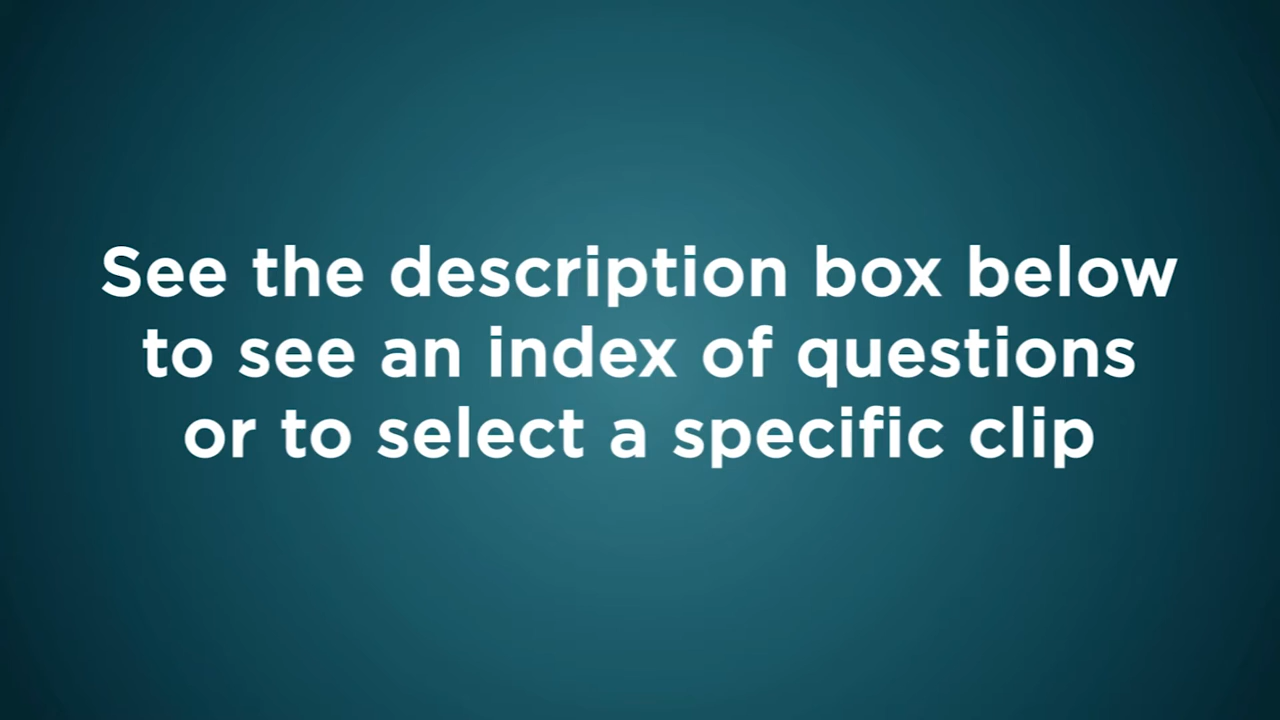 See the description box below
to see an index of questions
or to select a specific clip